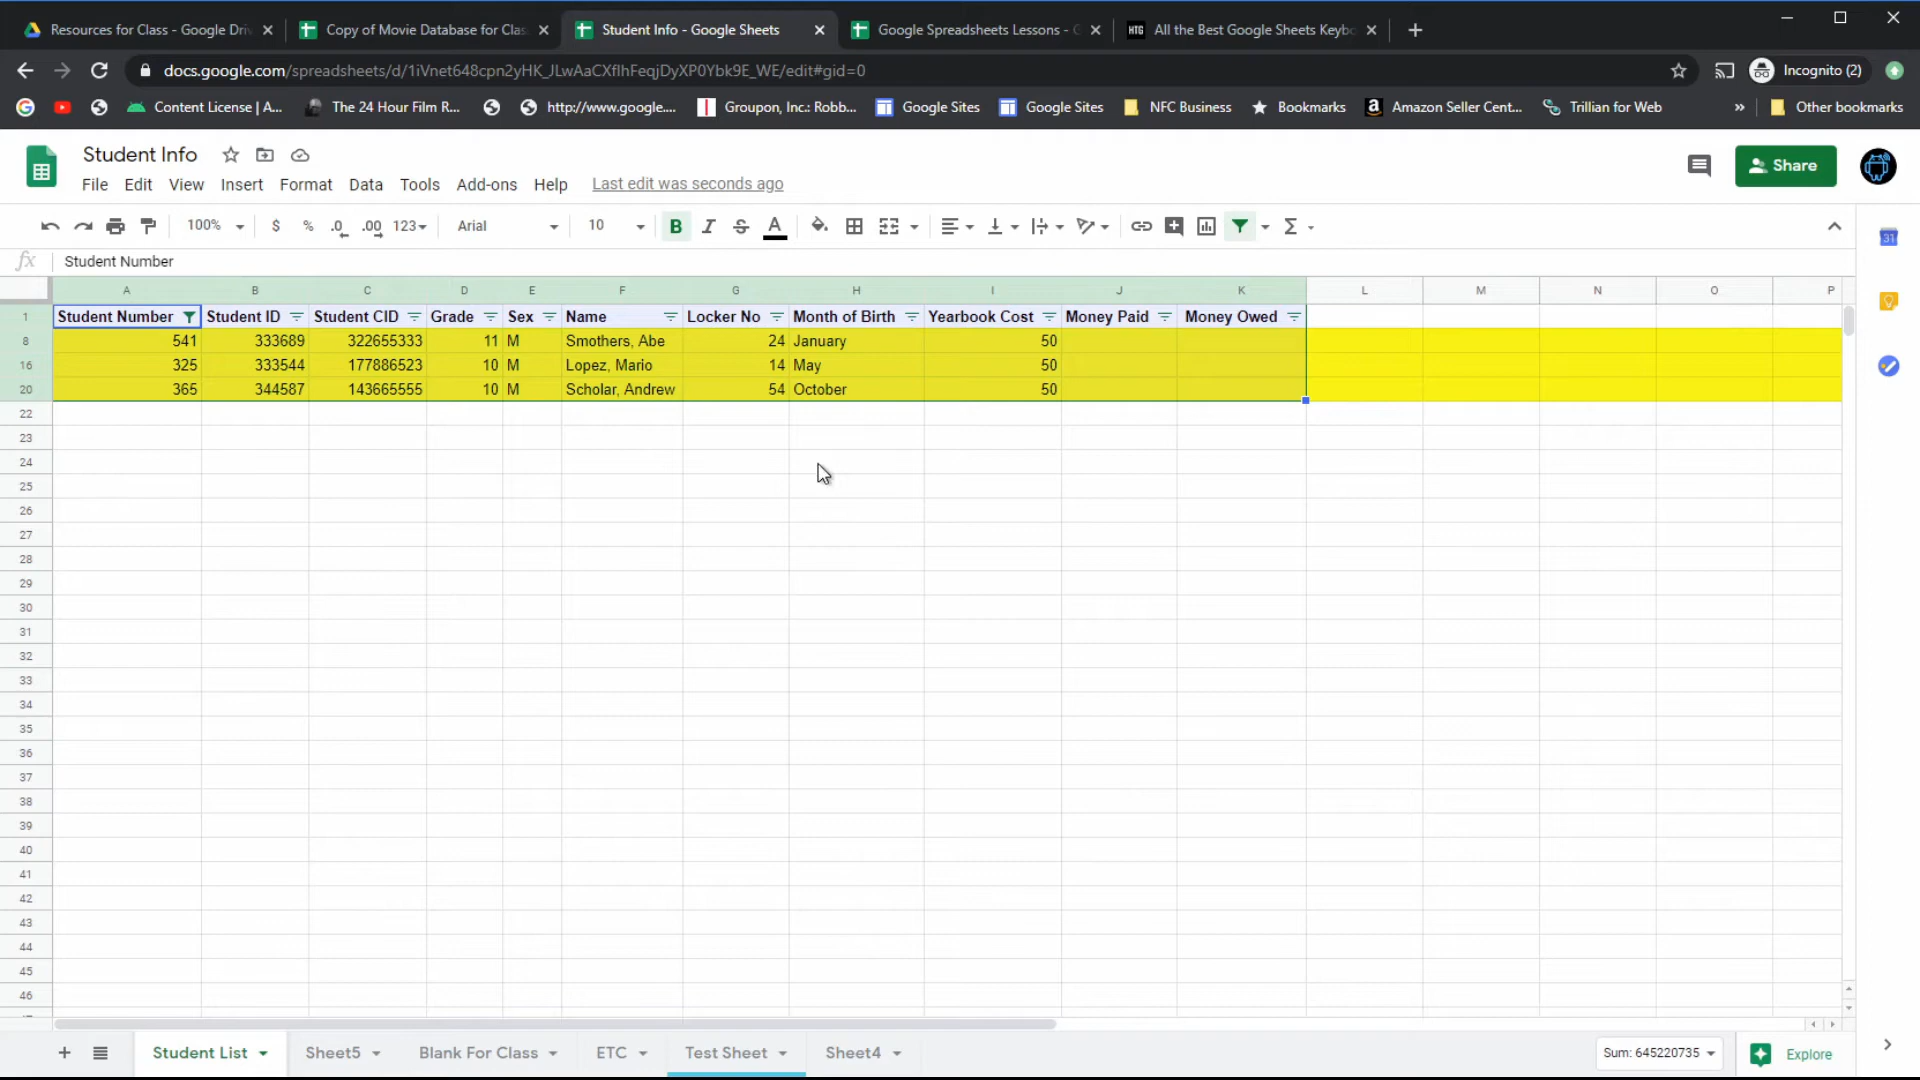 Resources for Class - Google Driv
Copy of Movie Database for Clas
Student Info - Google Sheets
Google Spreadsheets Lessons - G
HTG All the Best Google Sheets Keybo
docs.google.com/spreadsheets/d/1iVnet648cpn2yHK_JLwAaCXflhFeqjDyXP0Ybk9E_WE/edit#gid=0
Incognito (2)
Content License | A...
The 24 Hour Film R...
http://www.google....
Groupon, Inc.: Robb...
Google Sites
Google Sites
NFC Business
Bookmarks
Amazon Seller Cent...
Trillian for Web
»
Other bookmarks
Student Info
Share
File Edit View Insert Format Data Tools Add-ons Help Last edit was seconds ago
100% $ % .0 .00 123 Arial 10 B I S A Σ
31
fx Student Number
A B C D E F G H I J K L M N O P
1 Student Number Student ID Student CID Grade Sex Name Locker No Month of Birth Yearbook Cost Money Paid Money Owed
8 541 333689 322655333 11 M Smothers, Abe 24 January 50
16 325 333544 177886523 10 M Lopez, Mario 14 May 50
20 365 344587 143665555 10 M Scholar, Andrew 54 October 50
22
23
24
25
26
27
28
29
30
31
32
33
34
35
36
37
38
39
40
41
42
43
44
45
46
+ Student List Sheet5 Blank For Class ETC Test Sheet Sheet4 Sum: 645220735 Explore